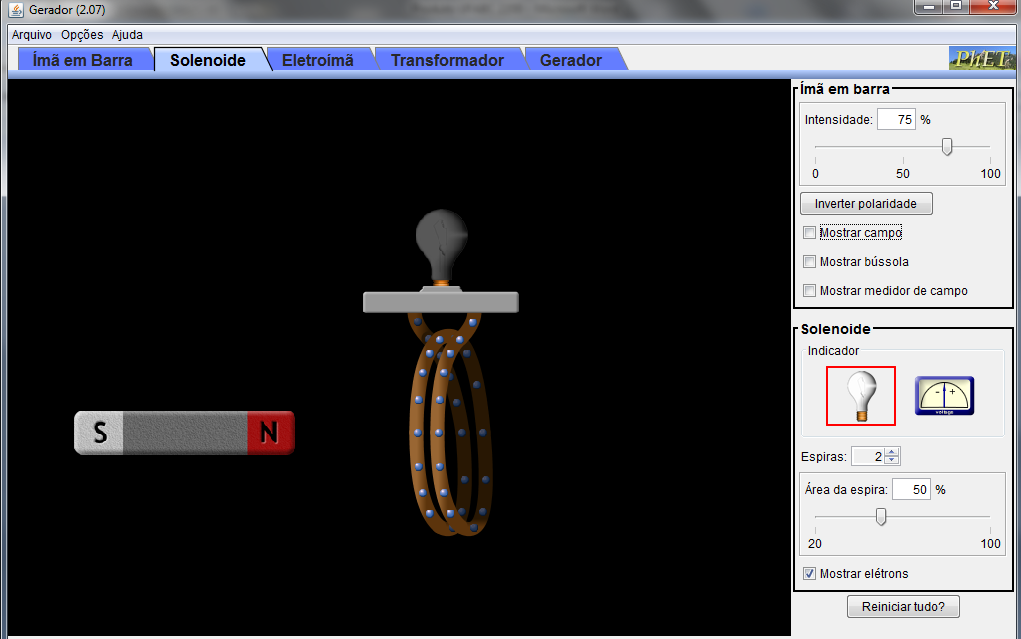 Gerador (2.07)
Arquivo Opções Ajuda
Ímã em Barra Solenoide Eletroimã Transformador Gerador
PhET
Ímã em barra
Intensidade: 75 %
0 50 100
Inverter polaridade
Mostrar campo
Mostrar bússola
Mostrar medidor de campo
S N
Solenoide
Indicador
- +
voltage
Espiras: 2
Área da espira: 50 %
20 100
Mostrar elétrons
Reiniciar tudo?